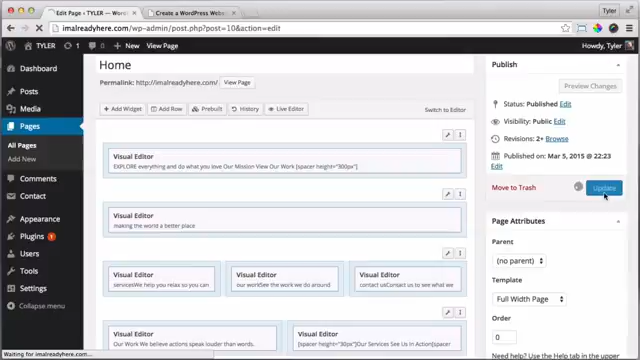 Edit Page ‹ TYLER — Wor
Create a WordPress Webs
Tyler
imalreadyhere.com/wp-admin/post.php?post=10&action=edit
TYLER 1 1 New View Page Howdy, Tyler
Dashboard
Posts
Media
Pages
All Pages
Add New
Comments
Contact
Appearance
Plugins 1
Users
Tools
Settings
Collapse menu
Home
Permalink: http://imalreadyhere.com/ View Page
Add Widget Add Row Prebuilt History Live Editor Switch to Editor
Visual Editor
EXPLORE everything and do what you love Our Mission View Our Work [spacer height="300px"]
Visual Editor
making the world a better place
Visual Editor
servicesWe help you relax so you can
Visual Editor
our workSee the work we do around
Visual Editor
contact usContact us to see what we
Visual Editor
Our Work We believe actions speak louder than words.
Visual Editor
[spacer height="30px"]Our Services See Us in Action[spacer
Publish
Preview Changes
Status: Published Edit
Visibility: Public Edit
Revisions: 2+ Browse
Published on: Mar 5, 2015 @ 22:23
Edit
Move to Trash Update
Page Attributes
Parent
(no parent)
Template
Full Width Page
Order
0
Need help? Use the Help tab in the upper
Waiting for imalreadyhere.com...